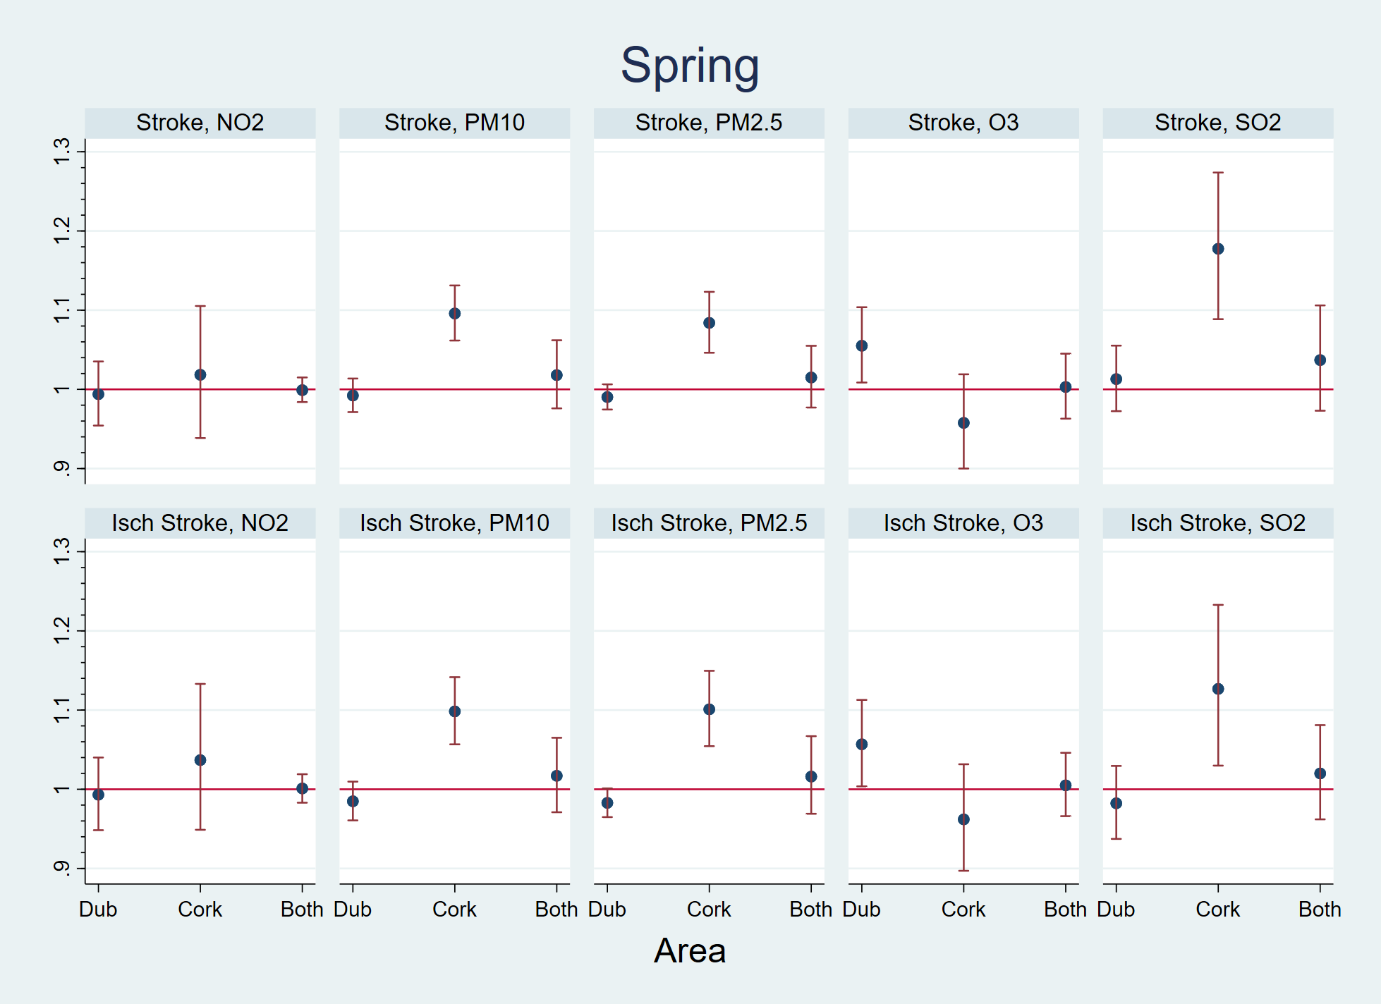 Spring
Stroke, NO2 Stroke, PM10 Stroke, PM2.5 Stroke, O3 Stroke, SO2
1.3
1.2
1.1
1
.9
Isch Stroke, NO2 Isch Stroke, PM10 Isch Stroke, PM2.5 Isch Stroke, O3 Isch Stroke, SO2
1.3
1.2
1.1
1
.9
Dub Cork Both Dub Cork Both Dub Cork Both Dub Cork Both Dub Cork Both
Area